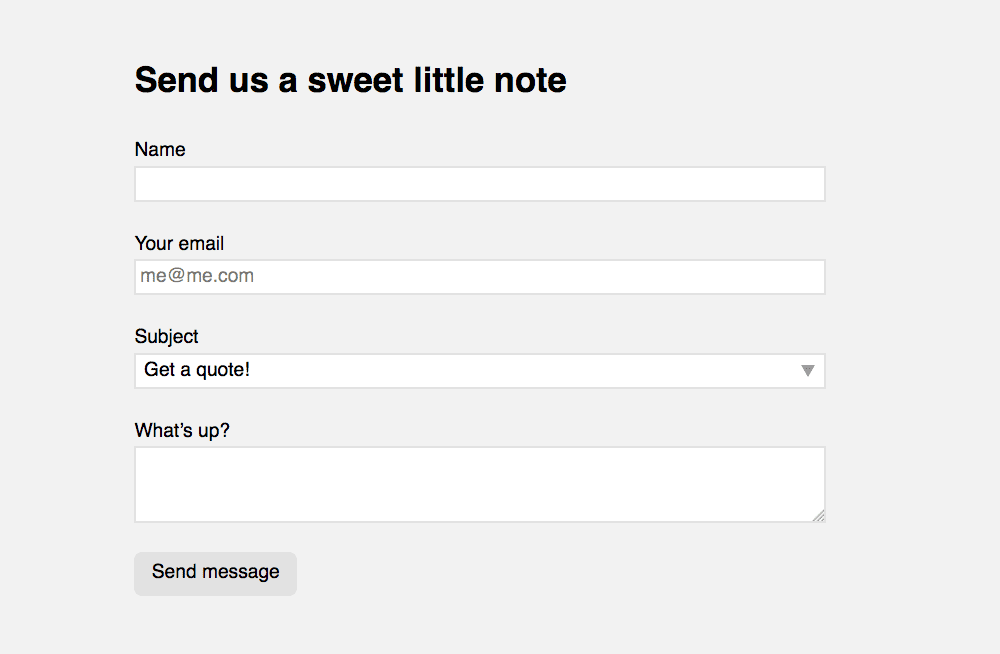 Send us a sweet little note
Name
Your email
me@me.com
Subject
Get a quote!
What’s up?
Send message